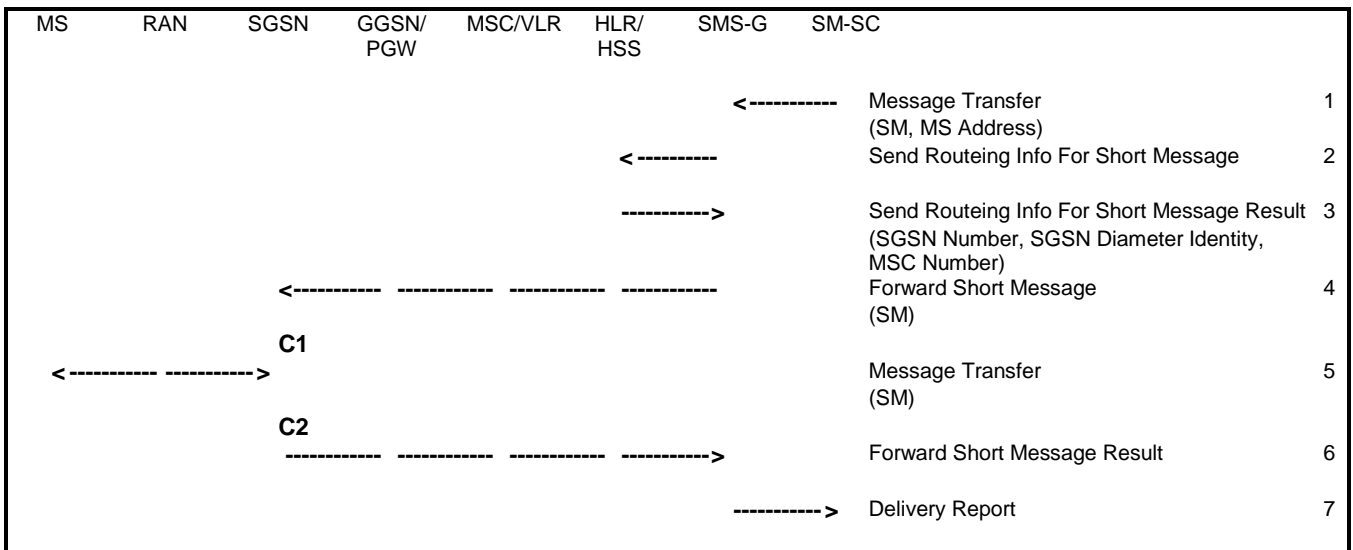 MS RAN SGSN GGSN/ MSC/VLR HLR/ SMS-G SM-SC
PGW HSS
<----------- Message Transfer 1
(SM, MS Address)
<---------- Send Routeing Info For Short Message 2
-----------> Send Routeing Info For Short Message Result 3
(SGSN Number, SGSN Diameter Identity,
MSC Number)
<----------- ------------ ------------ ------------ Forward Short Message 4
(SM)
C1
<----------- -----------> Message Transfer 5
(SM)
C2
------------ ------------ ------------ -----------> Forward Short Message Result 6
-----------> Delivery Report 7